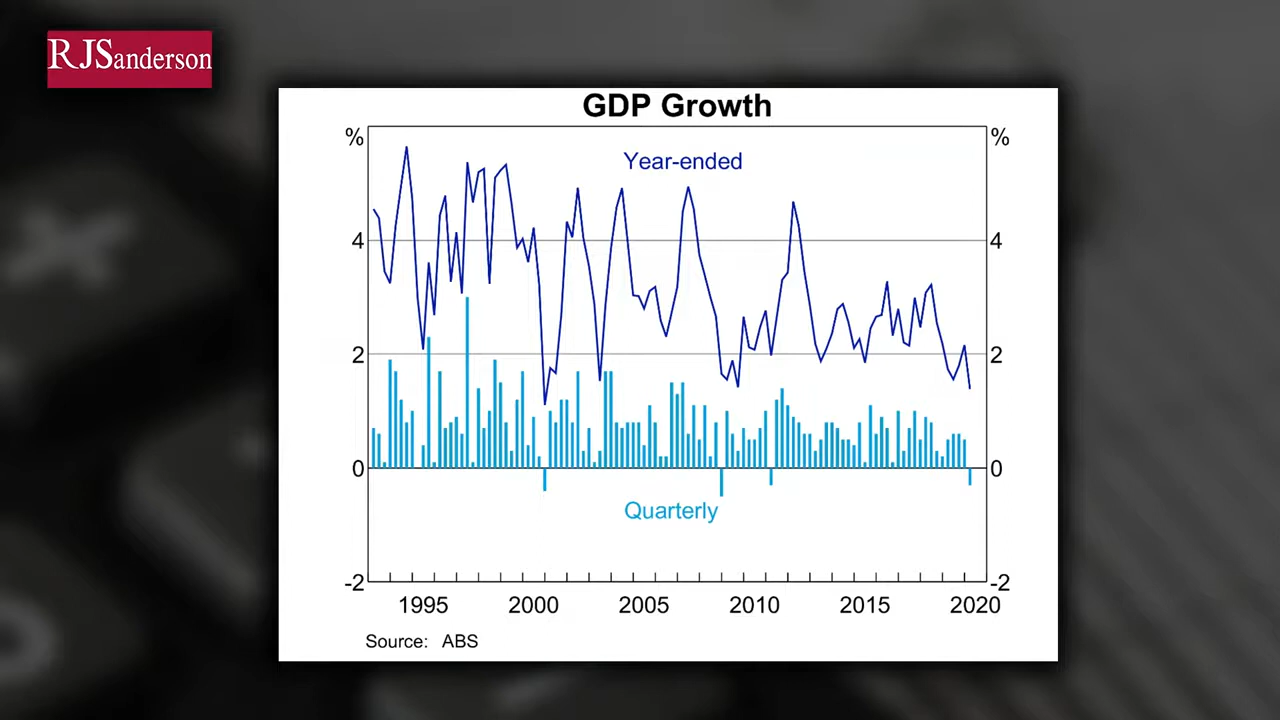 RJSanderson
GDP Growth
% %
Year-ended
4 4
2 2
0 0
Quarterly
-2 -2
1995 2000 2005 2010 2015 2020
Source: ABS